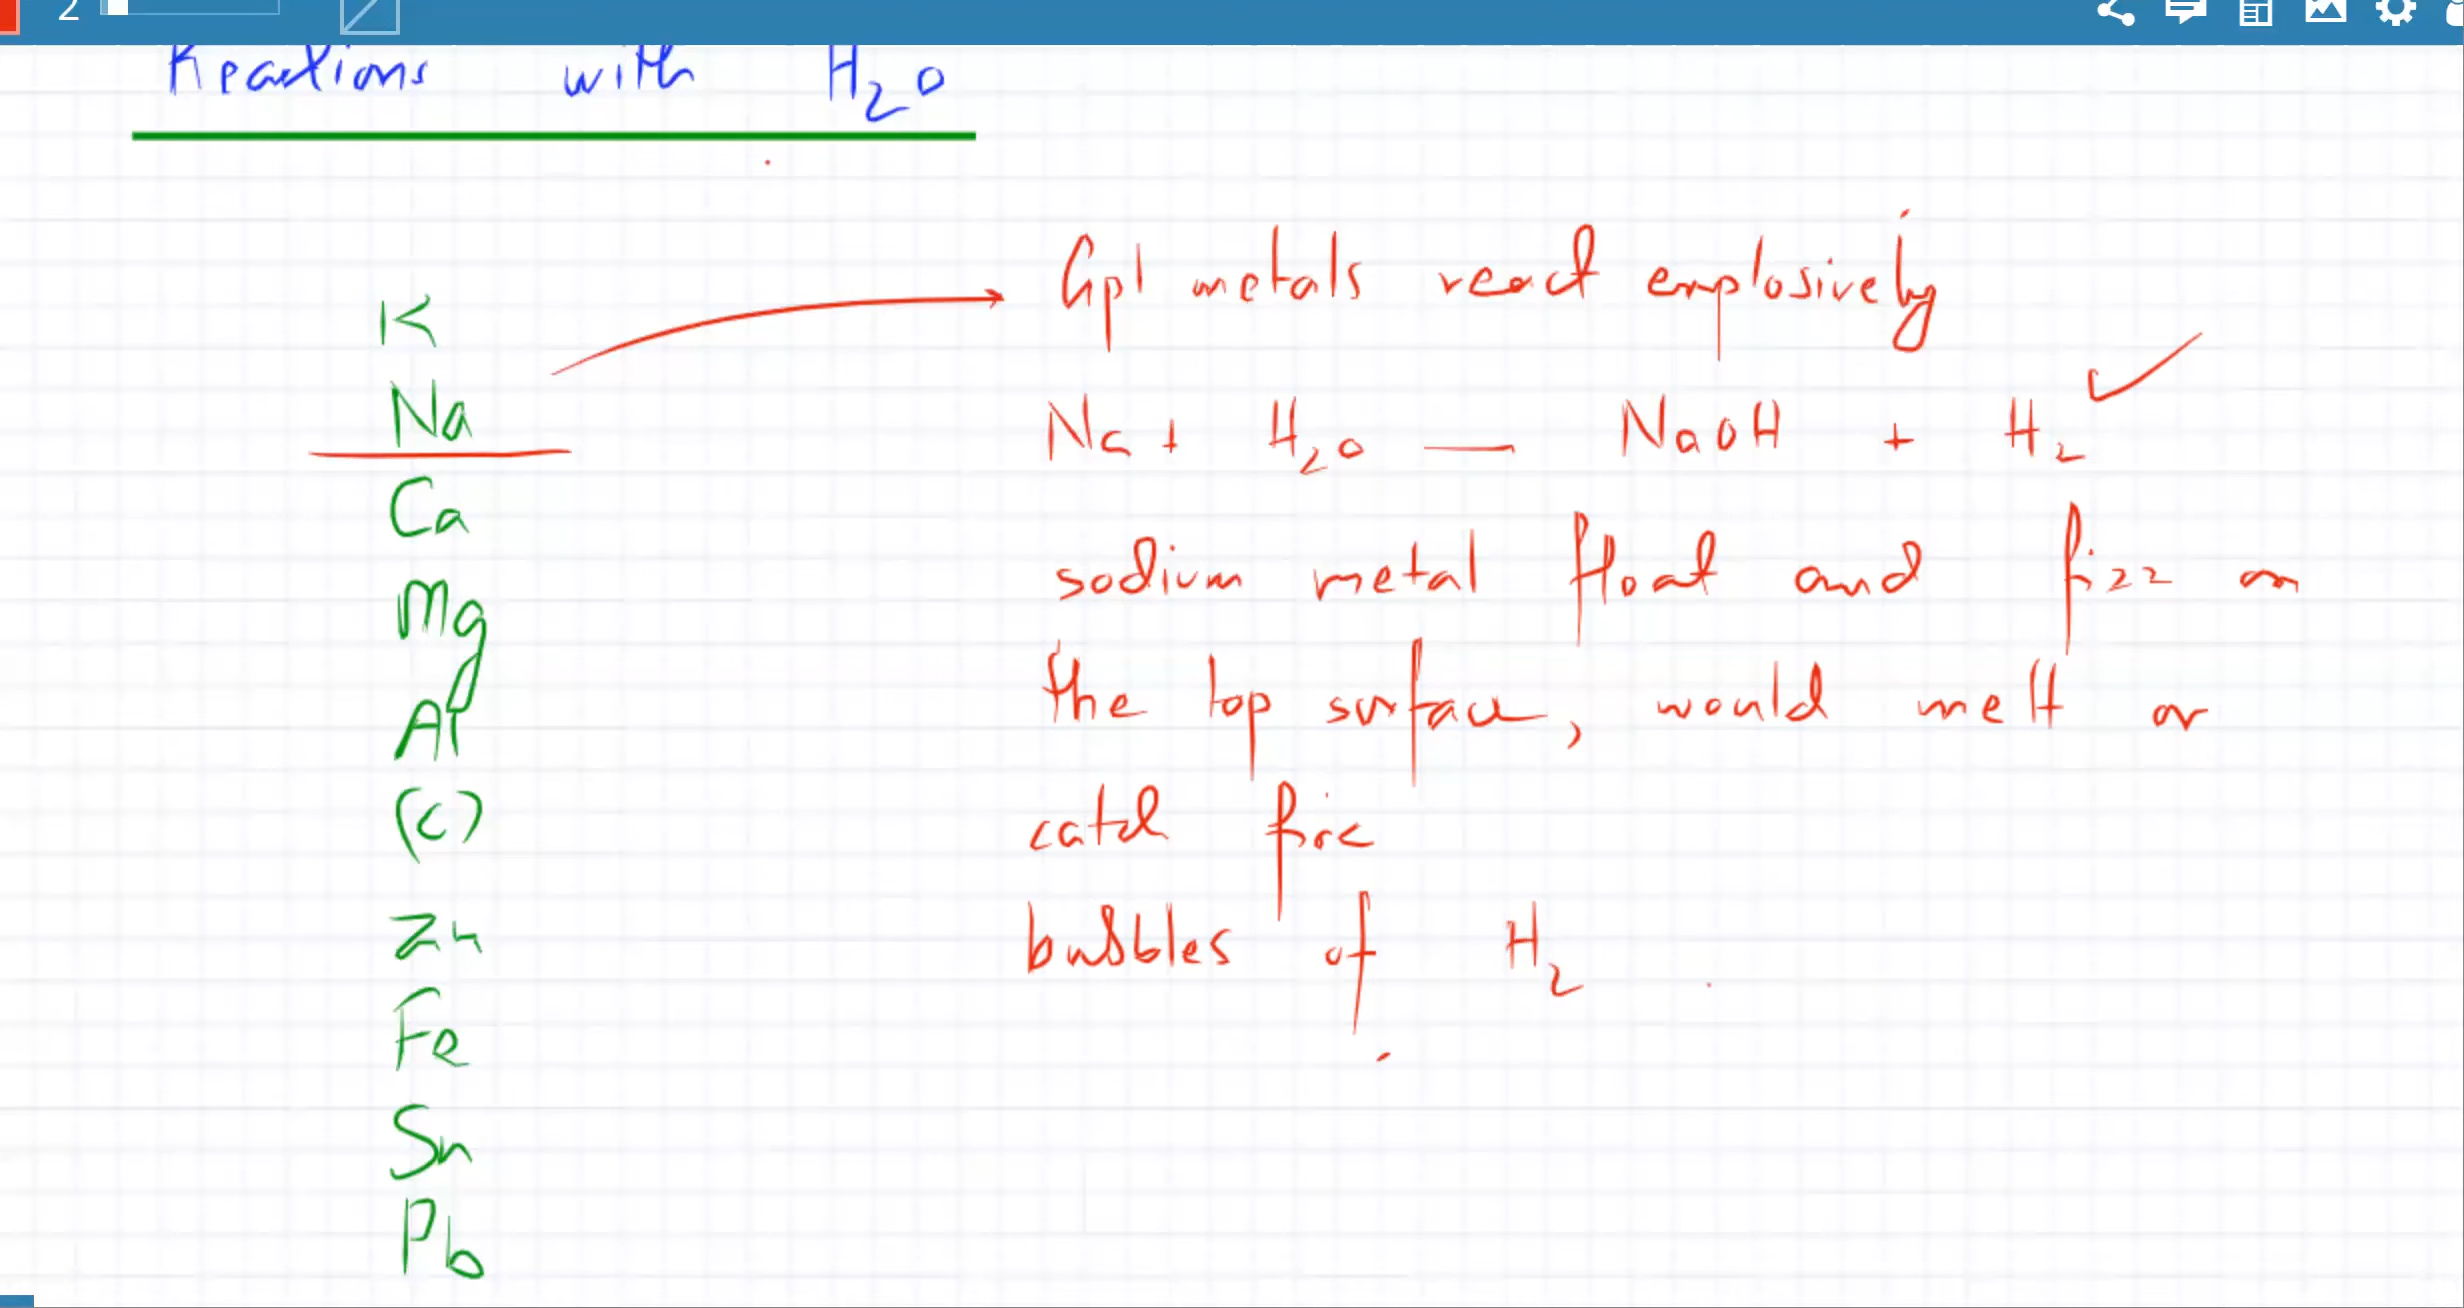 2
Reactions with H2O
K
Na
Ca
Mg
Al
(C)
Zn
Fe
Sn
Pb
Gp1 metals react explosively
Na + H2O — NaOH + H2 ✓
sodium metal float and fizz on
the top surface, would melt or
catch fire
bubbles of H2